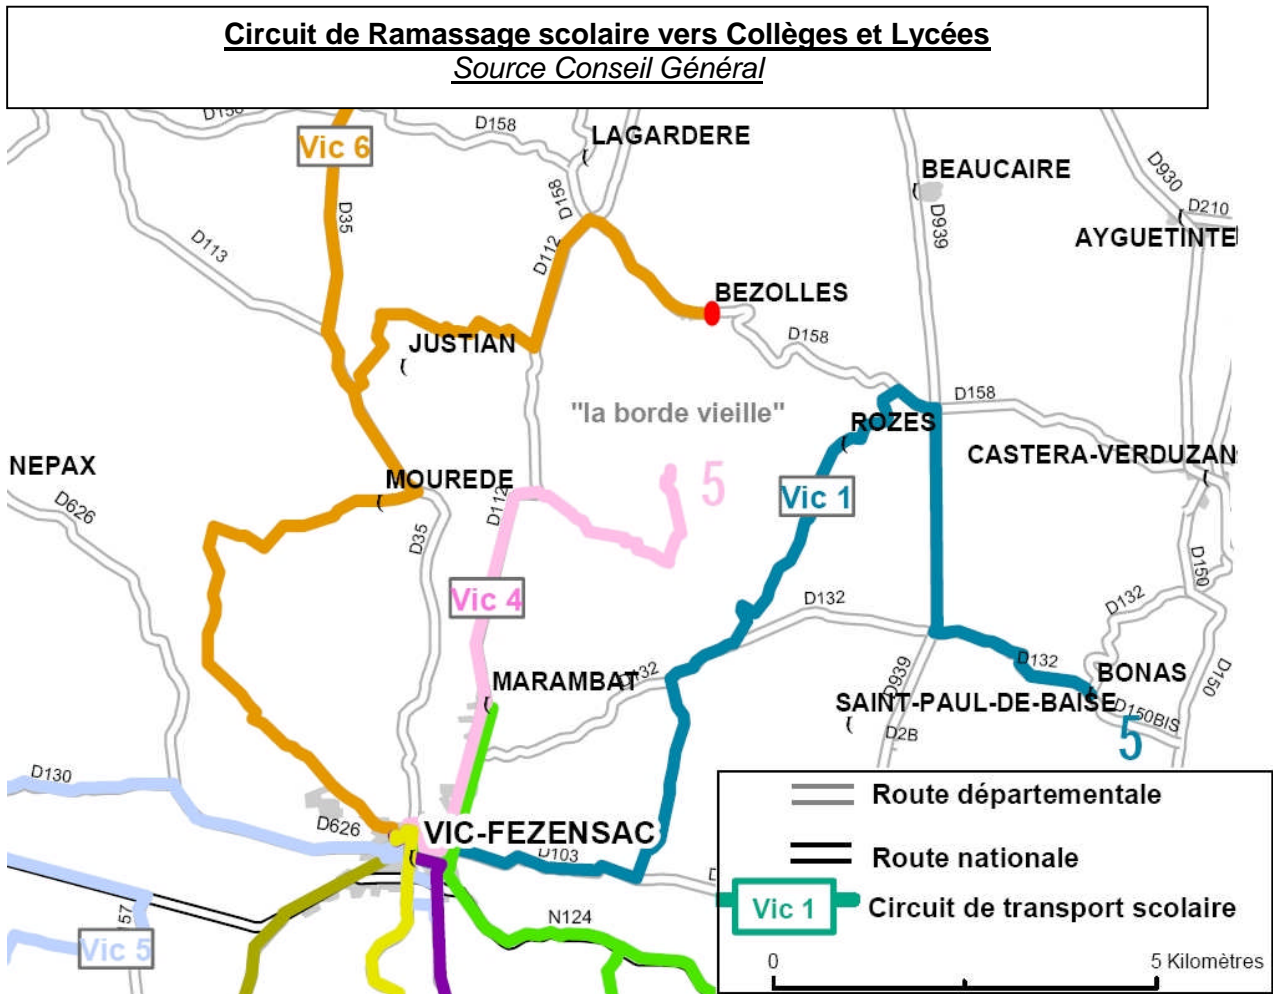 Circuit de Ramassage scolaire vers Collèges et Lycées
Source Conseil Général
D158
Vic 6
D158
LAGARDERE
BEAUCAIRE
D930
D210
AYGUETINTE
D35
D158
D939
D113
D112
BEZOLLES
D158
JUSTIAN
"la borde vieille"
D158
ROZES
CASTERA-VERDUZAN
NEPAX
MOUREDE
D626
D112
5
Vic 1
D35
D150
Vic 4
D132
D132
MARAMBAT
D132
D939
D132
BONAS
D150
SAINT-PAUL-DE-BAISE
D150BIS
D2B
5
D130
D626
VIC-FEZENSAC
D103
N124
157
Vic 5
Route départementale
Route nationale
Vic 1
Circuit de transport scolaire
0
5 Kilomètres